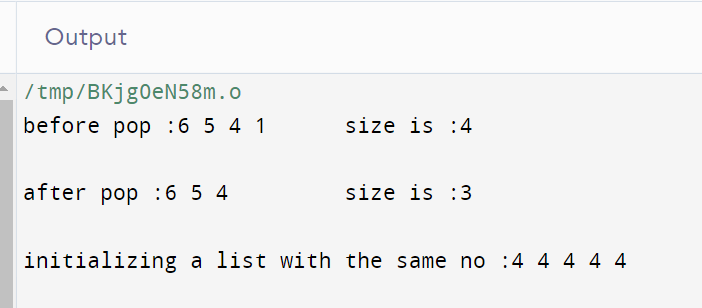 Output
/tmp/BKjgOeN58m.o
before pop :6 5 4 1 size is :4
after pop :6 5 4 size is :3
initializing a list with the same no :4 4 4 4 4